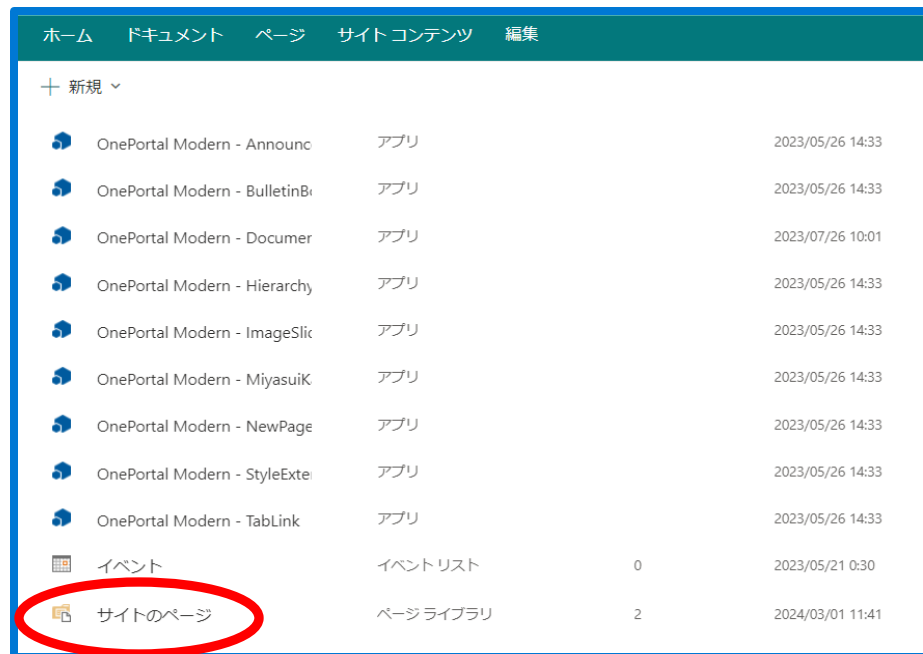 ホーム ドキュメント ページ サイト コンテンツ 編集
新規
OnePortal Modern - Announc アプリ 2023/05/26 14:33
OnePortal Modern - BulletinB アプリ 2023/05/26 14:33
OnePortal Modern - Documer アプリ 2023/07/26 10:01
OnePortal Modern - Hierarchy アプリ 2023/05/26 14:33
OnePortal Modern - ImageSlic アプリ 2023/05/26 14:33
OnePortal Modern - MiyasuiK アプリ 2023/05/26 14:33
OnePortal Modern - NewPage アプリ 2023/05/26 14:33
OnePortal Modern - StyleExte アプリ 2023/05/26 14:33
OnePortal Modern - TabLink アプリ 2023/05/26 14:33
イベント イベント リスト 0 2023/05/21 0:30
サイトのページ ページ ライブラリ 2 2024/03/01 11:41